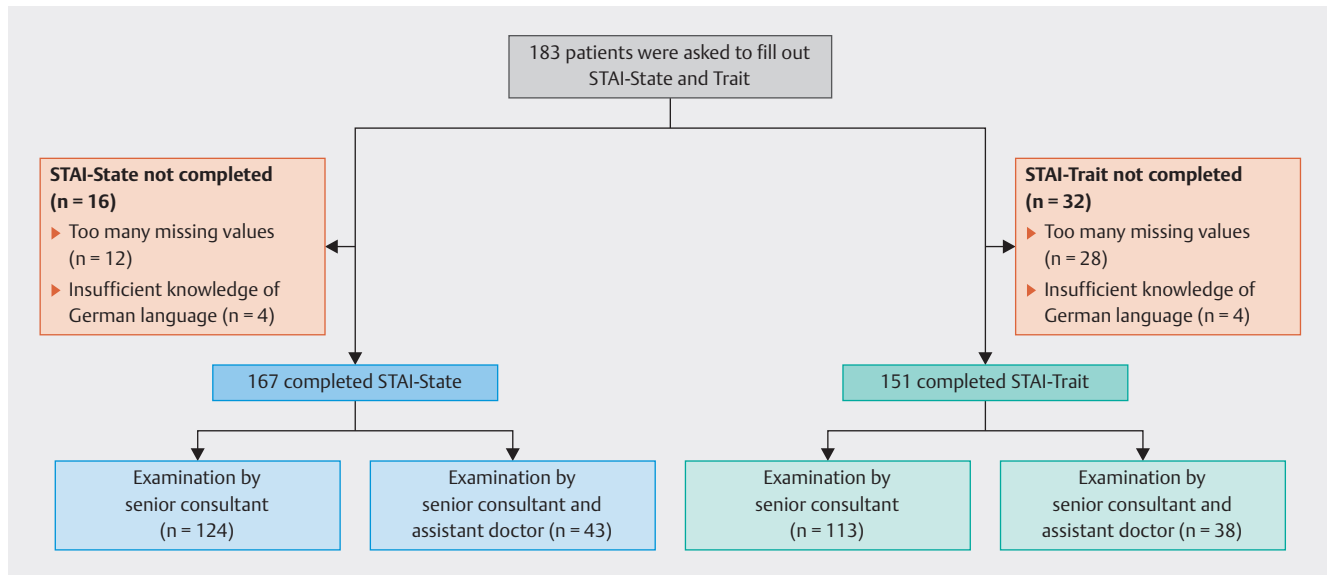 183 patients were asked to fill out
STAI-State and Trait
STAI-State not completed
(n = 16)
Too many missing values
(n = 12)
Insufficient knowledge of
German language (n = 4)
STAI-Trait not completed
(n = 32)
Too many missing values
(n = 28)
Insufficient knowledge of
German language (n = 4)
167 completed STAI-State
151 completed STAI-Trait
Examination by
senior consultant
(n = 124)
Examination by
senior consultant and
assistant doctor (n = 43)
Examination by
senior consultant
(n = 113)
Examination by
senior consultant and
assistant doctor (n = 38)